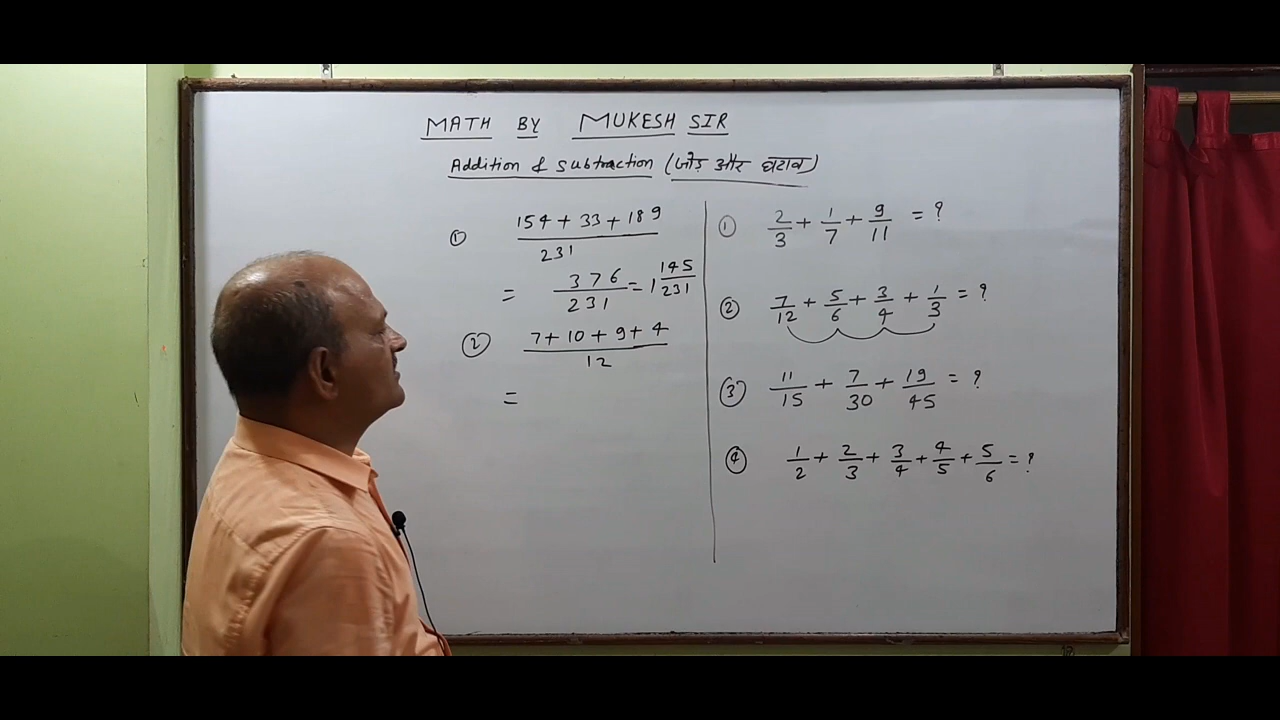 MATH BY MUKESH SIR
Addition & Subtraction (जोड़ और घटाव)
① (154 + 33 + 189)/231
= 376/231 = 1 145/231
② (7 + 10 + 9 + 4)/12
=
① 2/3 + 1/7 + 9/11 = ?
② 7/12 + 5/6 + 3/4 + 1/3 = ?
③ 11/15 + 7/30 + 19/45 = ?
④ 1/2 + 2/3 + 3/4 + 4/5 + 5/6 = ?